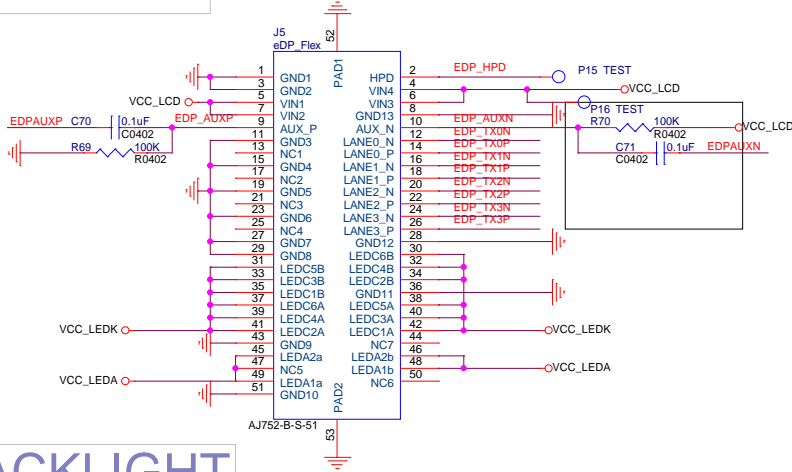 J5
eDP_Flex
52
PAD1
1 GND1 HPD 2 EDP_HPD P15 TEST
3 GND2 VIN4 4 VCC_LCD
VCC_LCD 5 VIN1 VIN3 6
7 VIN2 GND13 8 P16 TEST
EDPAUXP C70 0.1uF C0402 EDP_AUXP 9 AUX_P AUX_N 10 EDP_AUXN R70 100K R0402 VCC_LCD
11 GND3 LANE0_N 12 EDP_TX0N
R69 100K R0402 13 NC1 LANE0_P 14 EDP_TX0P C71 0.1uF C0402 EDPAUXN
15 GND4 LANE1_N 16 EDP_TX1N
17 NC2 LANE1_P 18 EDP_TX1P
19 GND5 LANE2_N 20 EDP_TX2N
21 NC3 LANE2_P 22 EDP_TX2P
23 GND6 LANE3_N 24 EDP_TX3N
25 NC4 LANE3_P 26 EDP_TX3P
27 GND7 GND12 28
29 GND8 LEDC6B 30
31 LEDC5B LEDC4B 32
33 LEDC3B LEDC2B 34
35 LEDC1B GND11 36
37 LEDC6A LEDC5A 38
39 LEDC4A LEDC3A 40
VCC_LEDK 41 LEDC2A LEDC1A 42 VCC_LEDK
43 GND9 NC7 44
45 LEDA2a LEDA2b 46
47 NC5 LEDA1b 48 VCC_LEDA
VCC_LEDA 49 LEDA1a NC6 50
51 GND10
PAD2
53
AJ752-B-S-51
ACKLIGHT